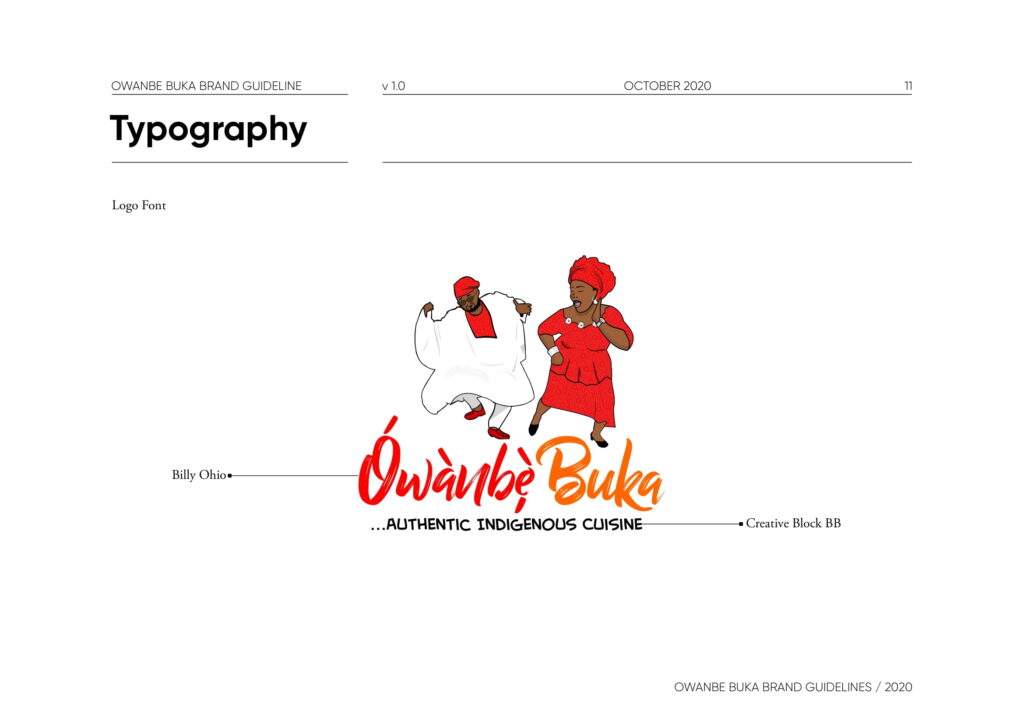 OWANBE BUKA BRAND GUIDELINE
v 1.0
OCTOBER 2020
11
Typography
Logo Font
Ówànbẹ̀ Buka
Billy Ohio
...AUTHENTIC INDIGENOUS CUISINE
Creative Block BB
OWANBE BUKA BRAND GUIDELINES / 2020